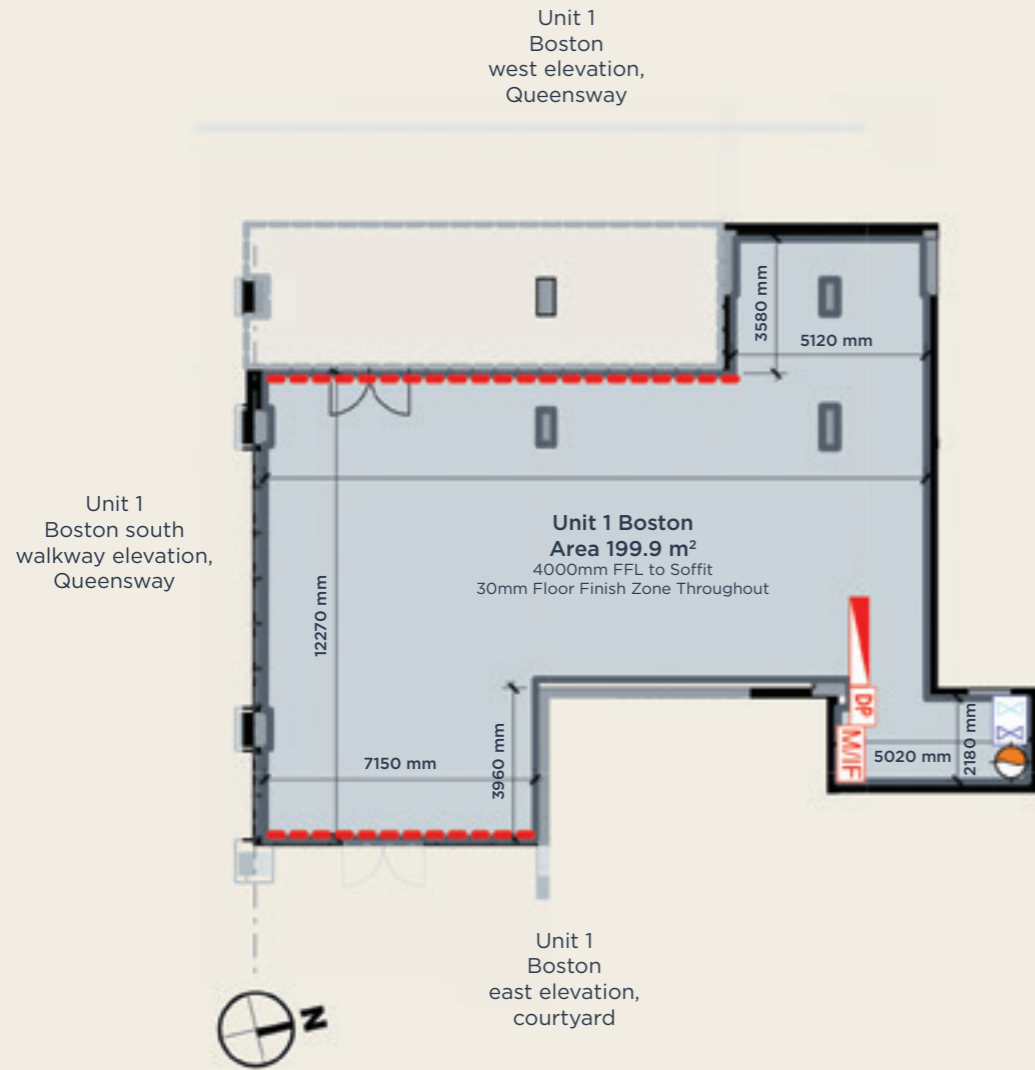 Unit 1
Boston
west elevation,
Queensway
3580 mm
5120 mm
Unit 1
Boston south
walkway elevation,
Queensway
Unit 1 Boston
Area 199.9 m²
4000mm FFL to Soffit
30mm Floor Finish Zone Throughout
12270 mm
7150 mm
3960 mm
DP
M/IF
5020 mm
2180 mm
Unit 1
Boston
east elevation,
courtyard
N